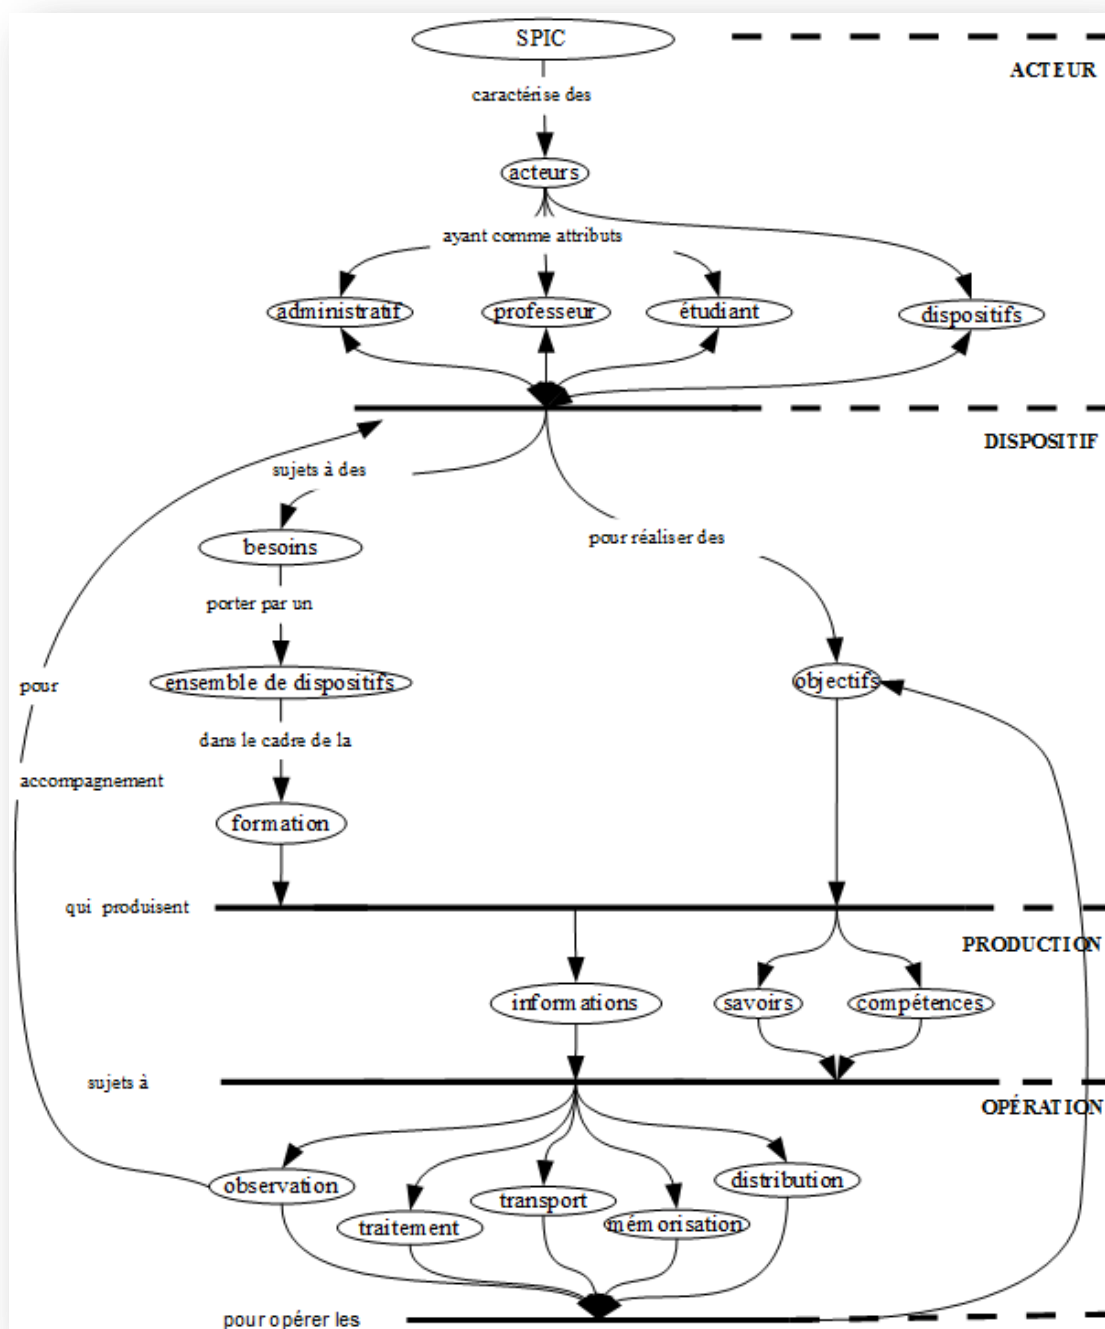 SPIC
ACTEUR
caractérise des
acteurs
ayant comme attributs
administratif
professeur
étudiant
dispositifs
DISPOSITIF
sujets à des
pour réaliser des
besoins
porter par un
pour
ensemble de dispositifs
objectifs
dans le cadre de la
accompagnement
formation
qui produisent
PRODUCTION
informations
savoirs
compétences
sujets à
OPÉRATION
observation
traitement
transport
mémorisation
distribution
pour opérer les